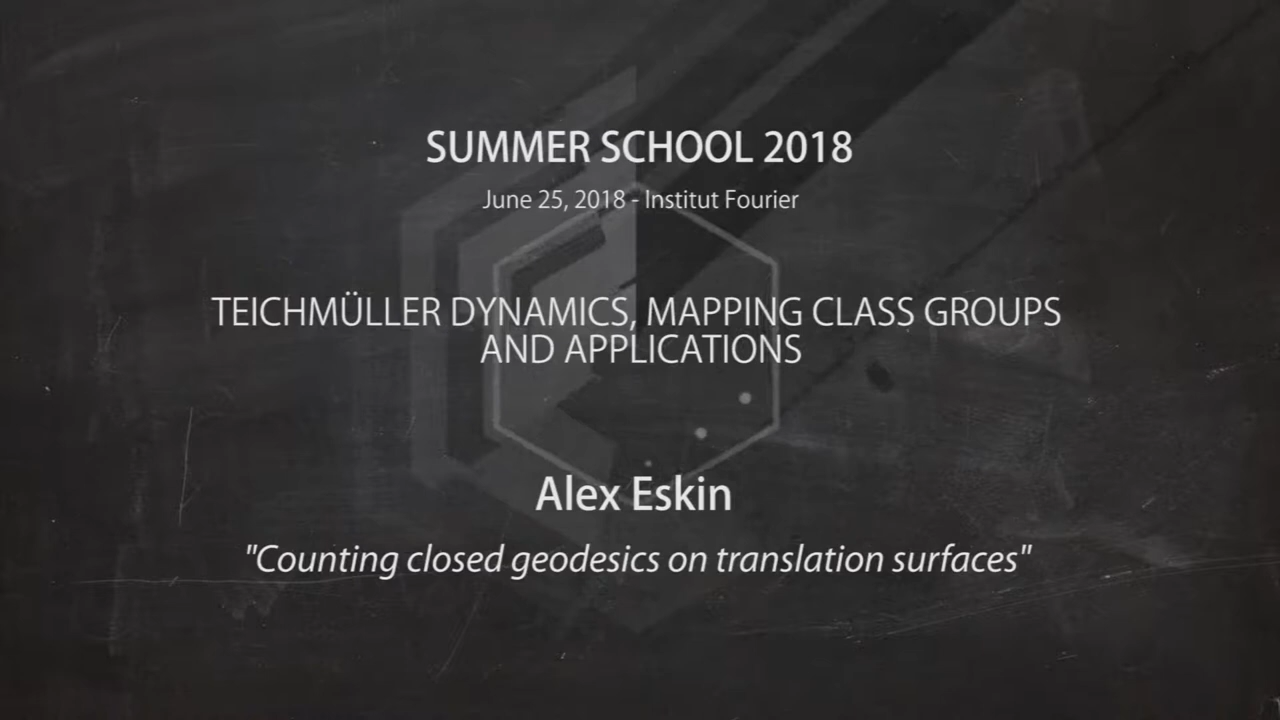 SUMMER SCHOOL 2018
June 25, 2018 - Institut Fourier
TEICHMÜLLER DYNAMICS, MAPPING CLASS GROUPS
AND APPLICATIONS
Alex Eskin
"Counting closed geodesics on translation surfaces"